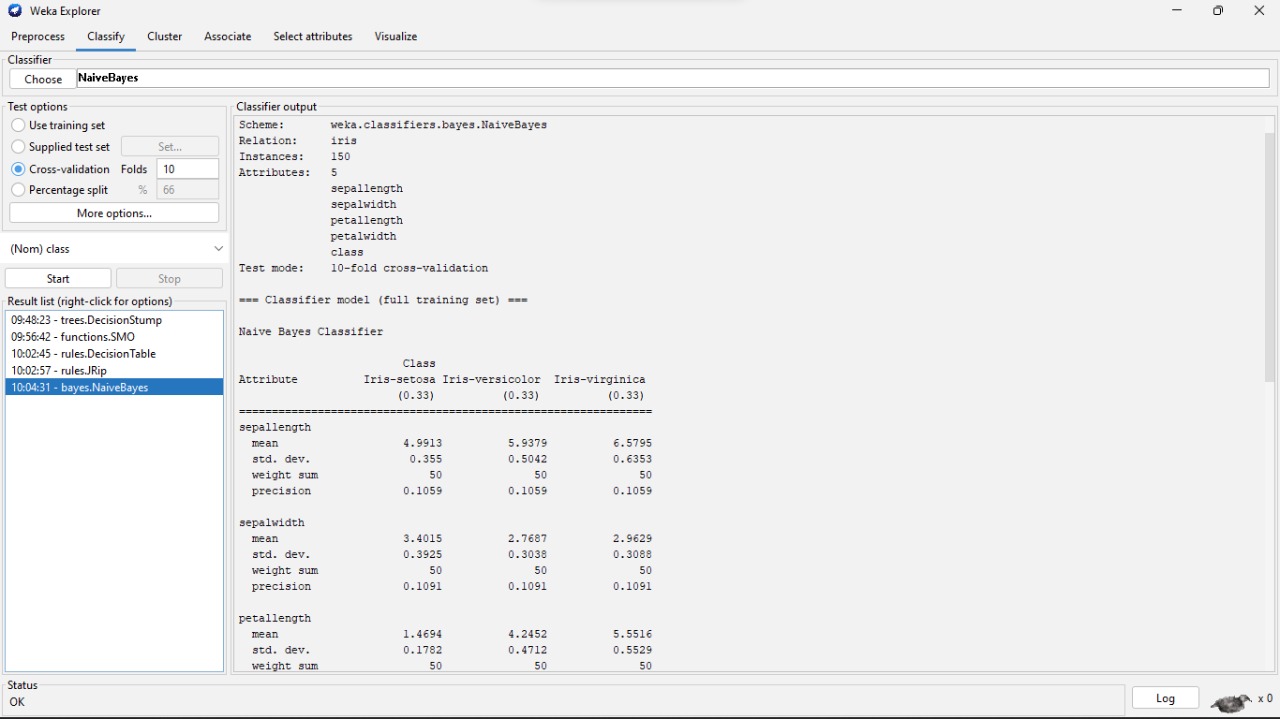 Weka Explorer
Preprocess Classify Cluster Associate Select attributes Visualize
Classifier
Choose NaiveBayes
Test options
Use training set
Supplied test set Set...
Cross-validation Folds 10
Percentage split % 66
More options...
(Nom) class
Start Stop
Result list (right-click for options)
09:48:23 - trees.DecisionStump
09:56:42 - functions.SMO
10:02:45 - rules.DecisionTable
10:02:57 - rules.JRip
10:04:31 - bayes.NaiveBayes
Classifier output
Scheme: weka.classifiers.bayes.NaiveBayes
Relation: iris
Instances: 150
Attributes: 5
sepallength
sepalwidth
petallength
petalwidth
class
Test mode: 10-fold cross-validation
=== Classifier model (full training set) ===
Naive Bayes Classifier
Class
Attribute Iris-setosa Iris-versicolor Iris-virginica
(0.33) (0.33) (0.33)
===============================================================
sepallength
mean 4.9913 5.9379 6.5795
std. dev. 0.355 0.5042 0.6353
weight sum 50 50 50
precision 0.1059 0.1059 0.1059
sepalwidth
mean 3.4015 2.7687 2.9629
std. dev. 0.3925 0.3038 0.3088
weight sum 50 50 50
precision 0.1091 0.1091 0.1091
petallength
mean 1.4694 4.2452 5.5516
std. dev. 0.1782 0.4712 0.5529
weight sum 50 50 50
Status
OK
Log x 0